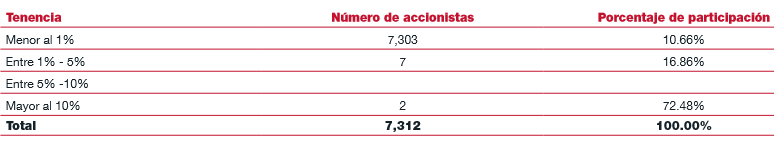 Tenencia Número de accionistas Porcentaje de participación
Menor al 1% 7,303 10.66%
Entre 1% - 5% 7 16.86%
Entre 5% -10%
Mayor al 10% 2 72.48%
Total 7,312 100.00%